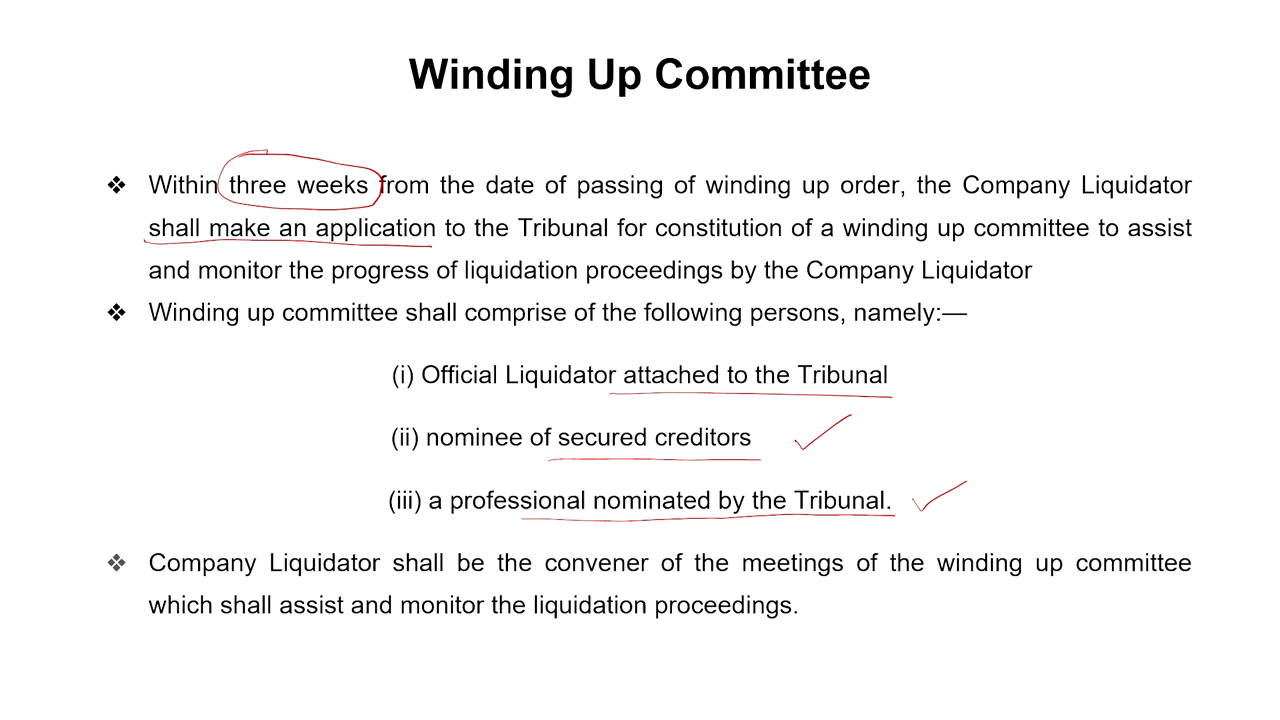 Winding Up Committee
❖ Within three weeks from the date of passing of winding up order, the Company Liquidator
shall make an application to the Tribunal for constitution of a winding up committee to assist
and monitor the progress of liquidation proceedings by the Company Liquidator
❖ Winding up committee shall comprise of the following persons, namely:—
(i) Official Liquidator attached to the Tribunal
(ii) nominee of secured creditors
(iii) a professional nominated by the Tribunal.
❖ Company Liquidator shall be the convener of the meetings of the winding up committee
which shall assist and monitor the liquidation proceedings.